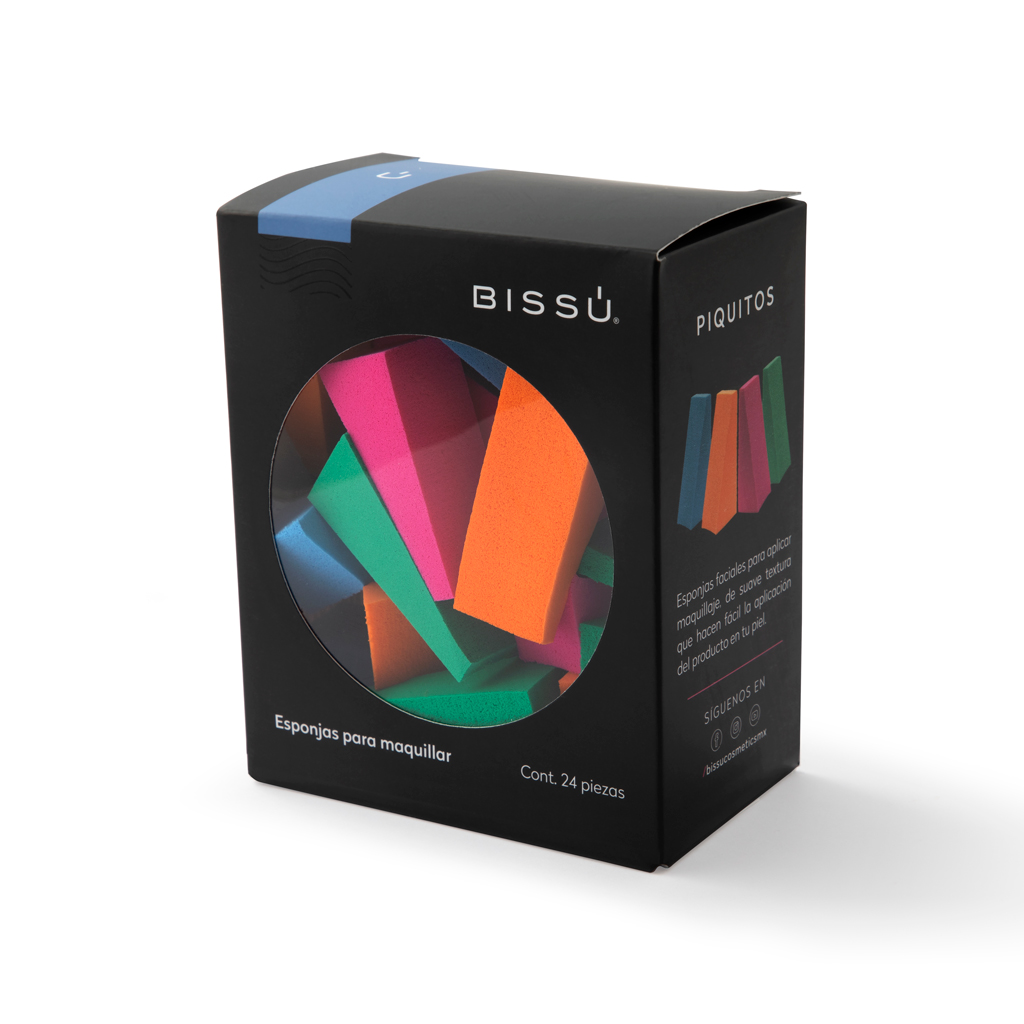 BISSÚ®
Esponjas para maquillar
Cont. 24 piezas
PIQUITOS
Esponjas faciales para aplicar
maquillaje, de suave textura
que hacen fácil la aplicación
del producto en tu piel.
SÍGUENOS EN
/bissucosmeticsmx